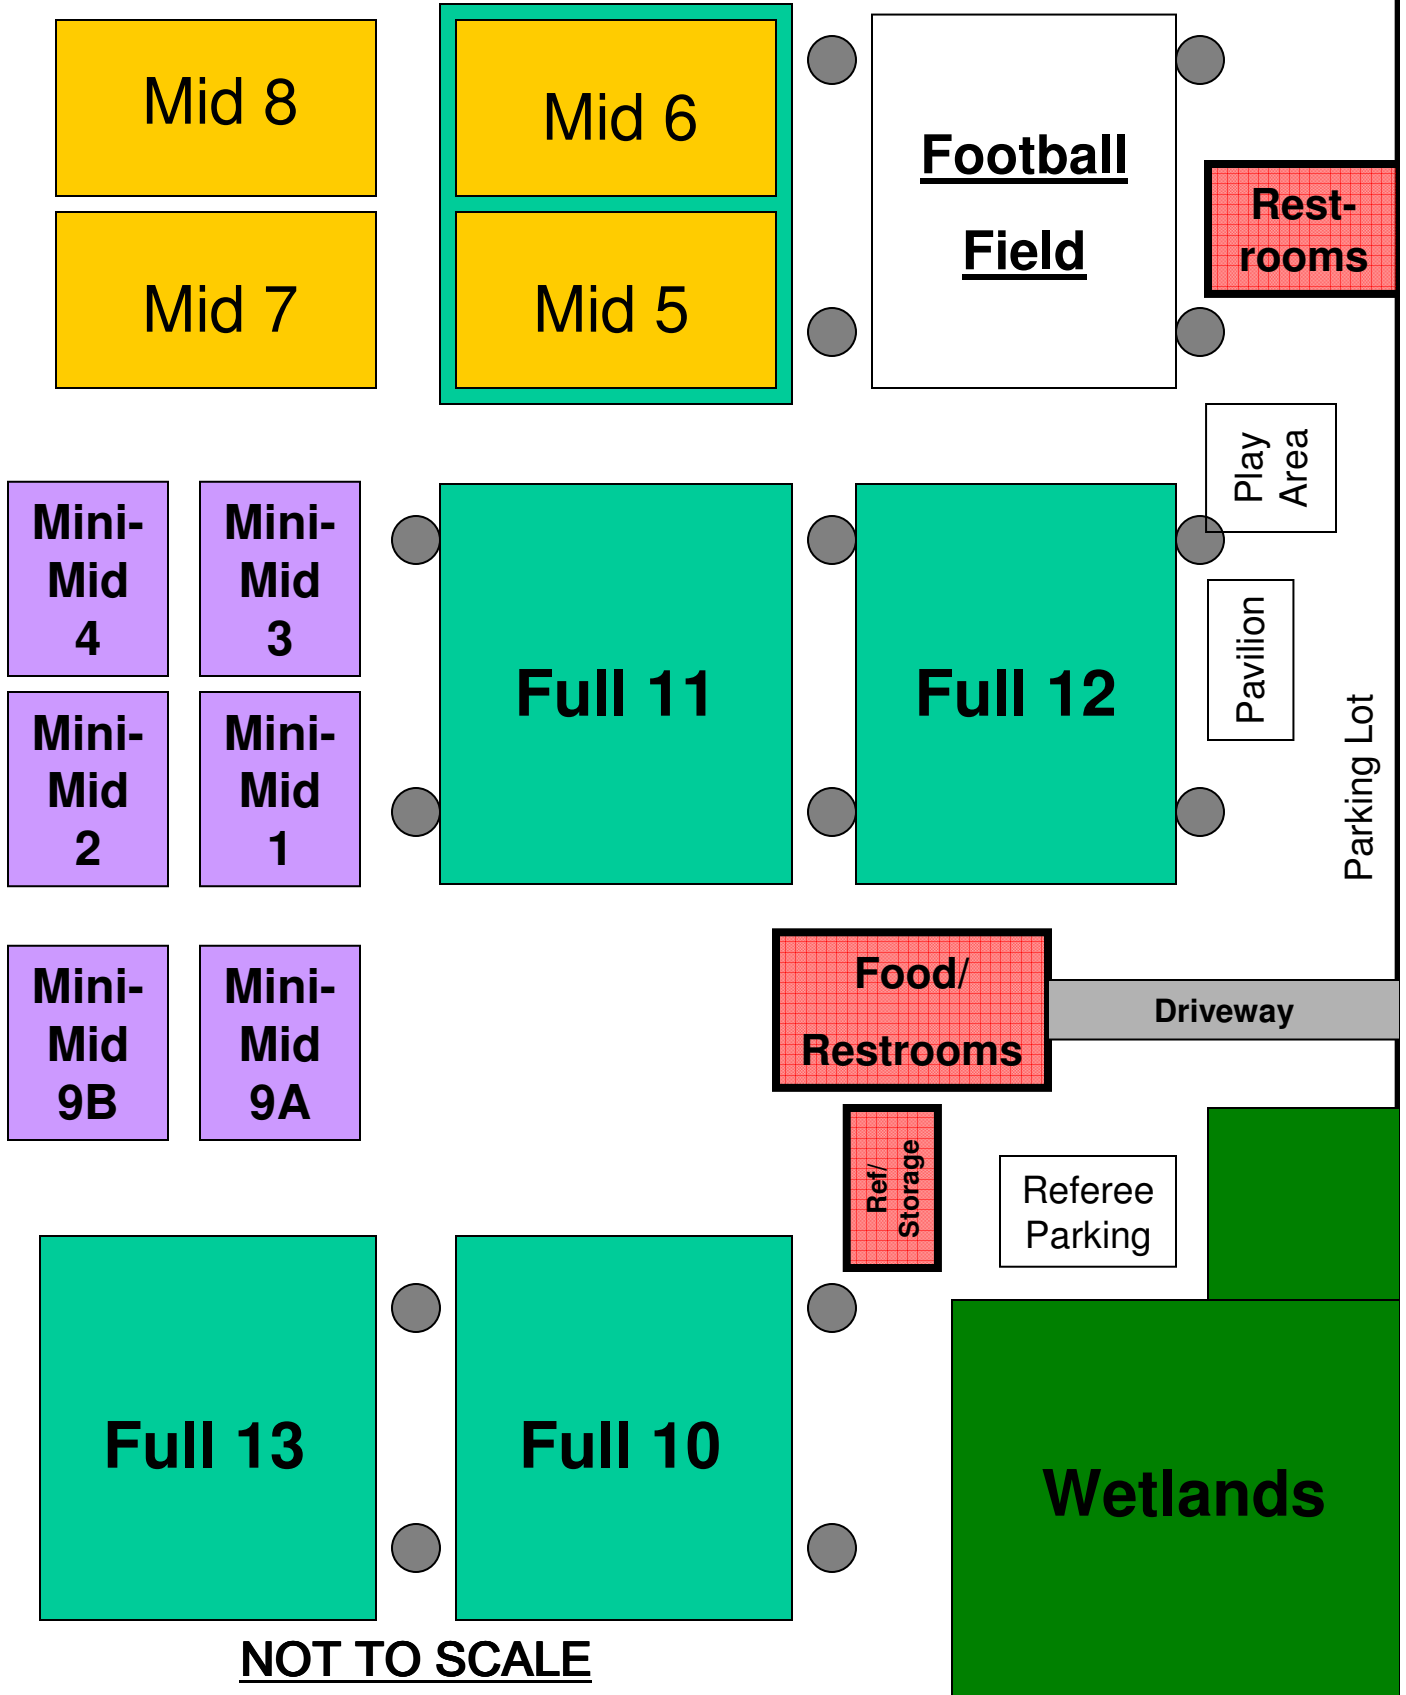 Mid 8
Mid 6
Football
Field
Rest-
rooms
Mid 7
Mid 5
Play
Area
Mini-
Mid
4
Mini-
Mid
3
Full 11
Full 12
Pavilion
Parking Lot
Mini-
Mid
2
Mini-
Mid
1
Mini-
Mid
9B
Mini-
Mid
9A
Food/
Restrooms
Driveway
Ref/
Storage
Referee
Parking
Full 13
Full 10
Wetlands
NOT TO SCALE